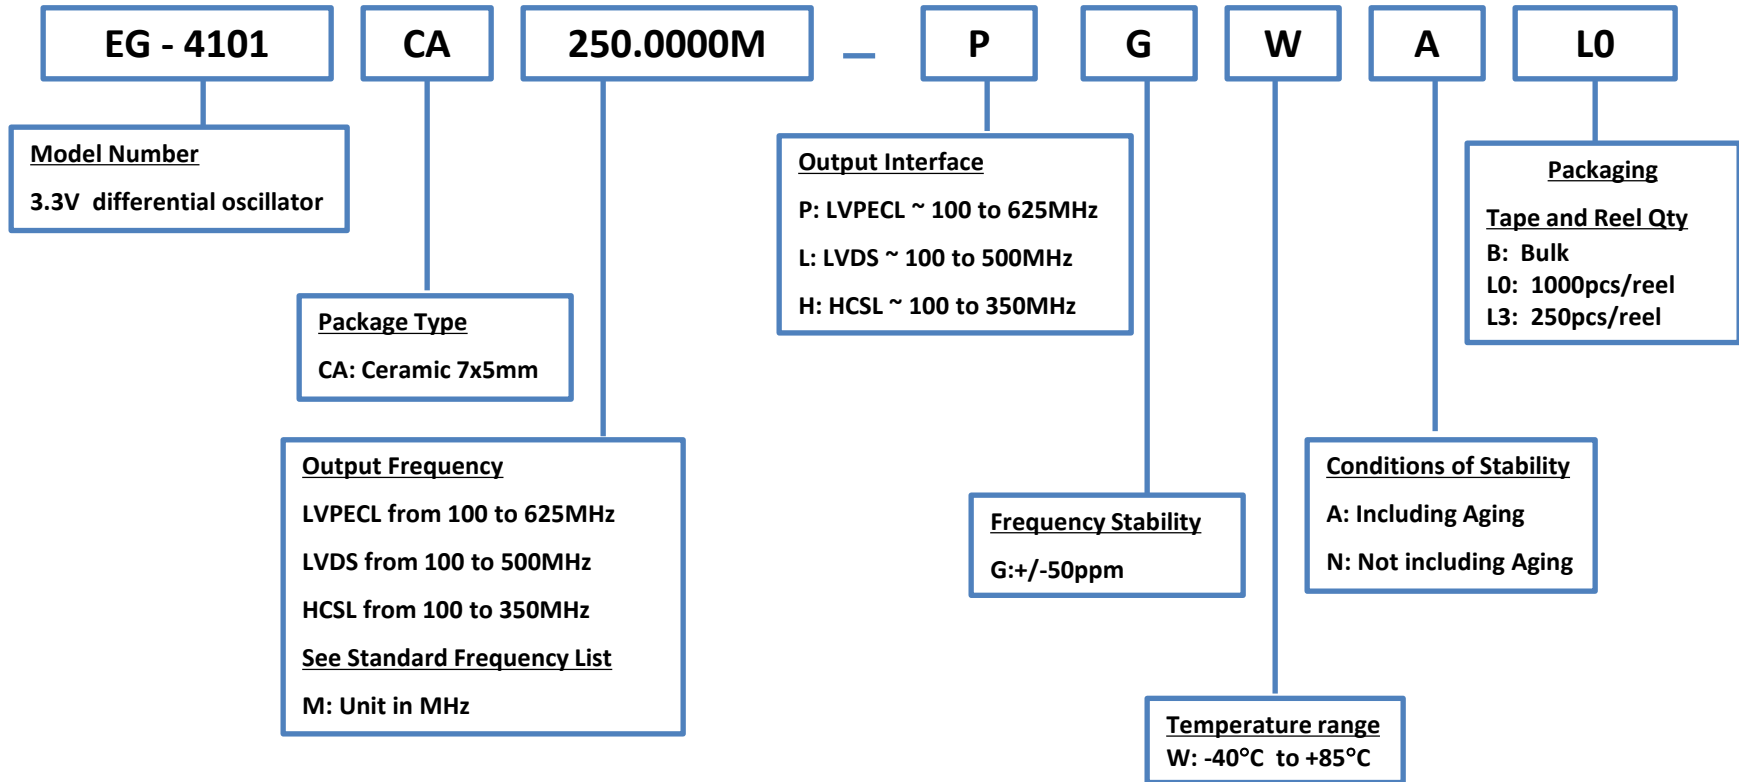 EG - 4101 CA 250.0000M _ P G W A L0
Model Number
3.3V differential oscillator
Package Type
CA: Ceramic 7x5mm
Output Frequency
LVPECL from 100 to 625MHz
LVDS from 100 to 500MHz
HCSL from 100 to 350MHz
See Standard Frequency List
M: Unit in MHz
Output Interface
P: LVPECL ~ 100 to 625MHz
L: LVDS ~ 100 to 500MHz
H: HCSL ~ 100 to 350MHz
Frequency Stability
G:+/-50ppm
Temperature range
W: -40°C to +85°C
Conditions of Stability
A: Including Aging
N: Not including Aging
Packaging
Tape and Reel Qty
B: Bulk
L0: 1000pcs/reel
L3: 250pcs/reel